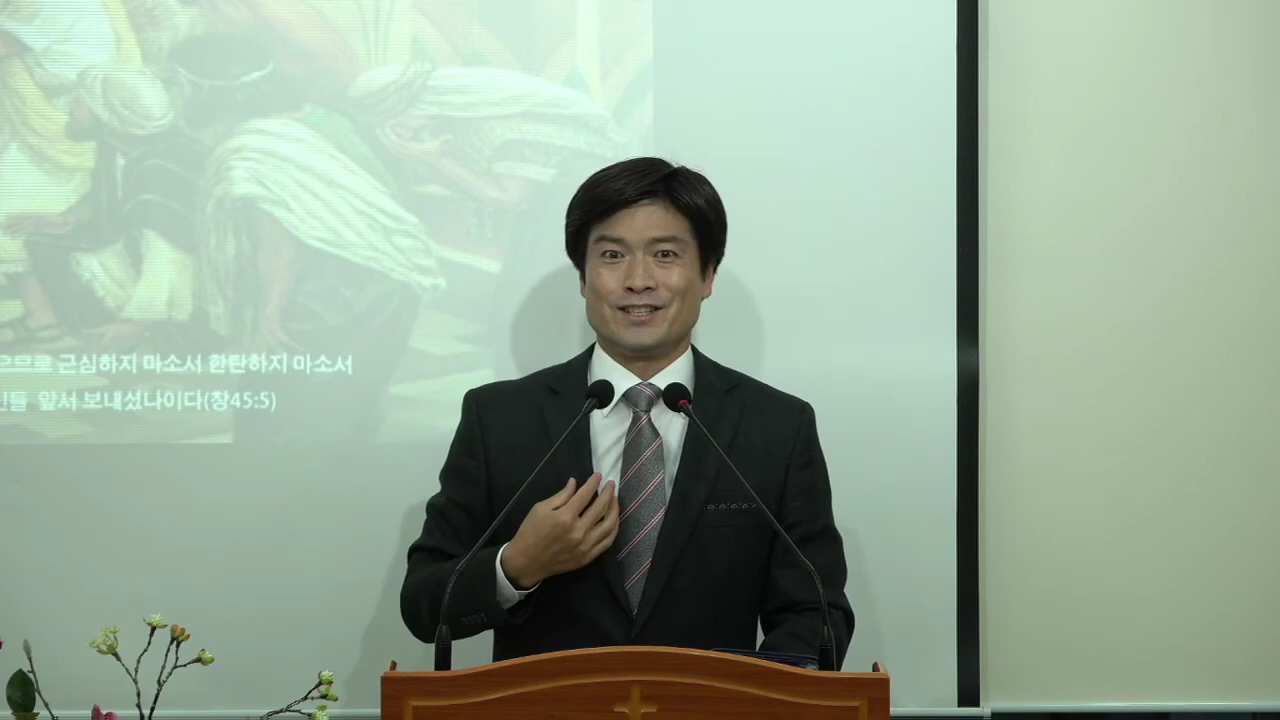 으므로 근심하지 마소서 한탄하지 마소서
인들 앞서 보내셨나이다(창45:5)